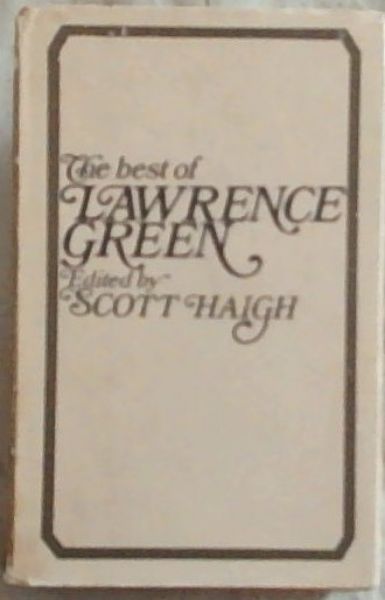 The best of
LAWRENCE
GREEN
Edited by
SCOTT HAIGH